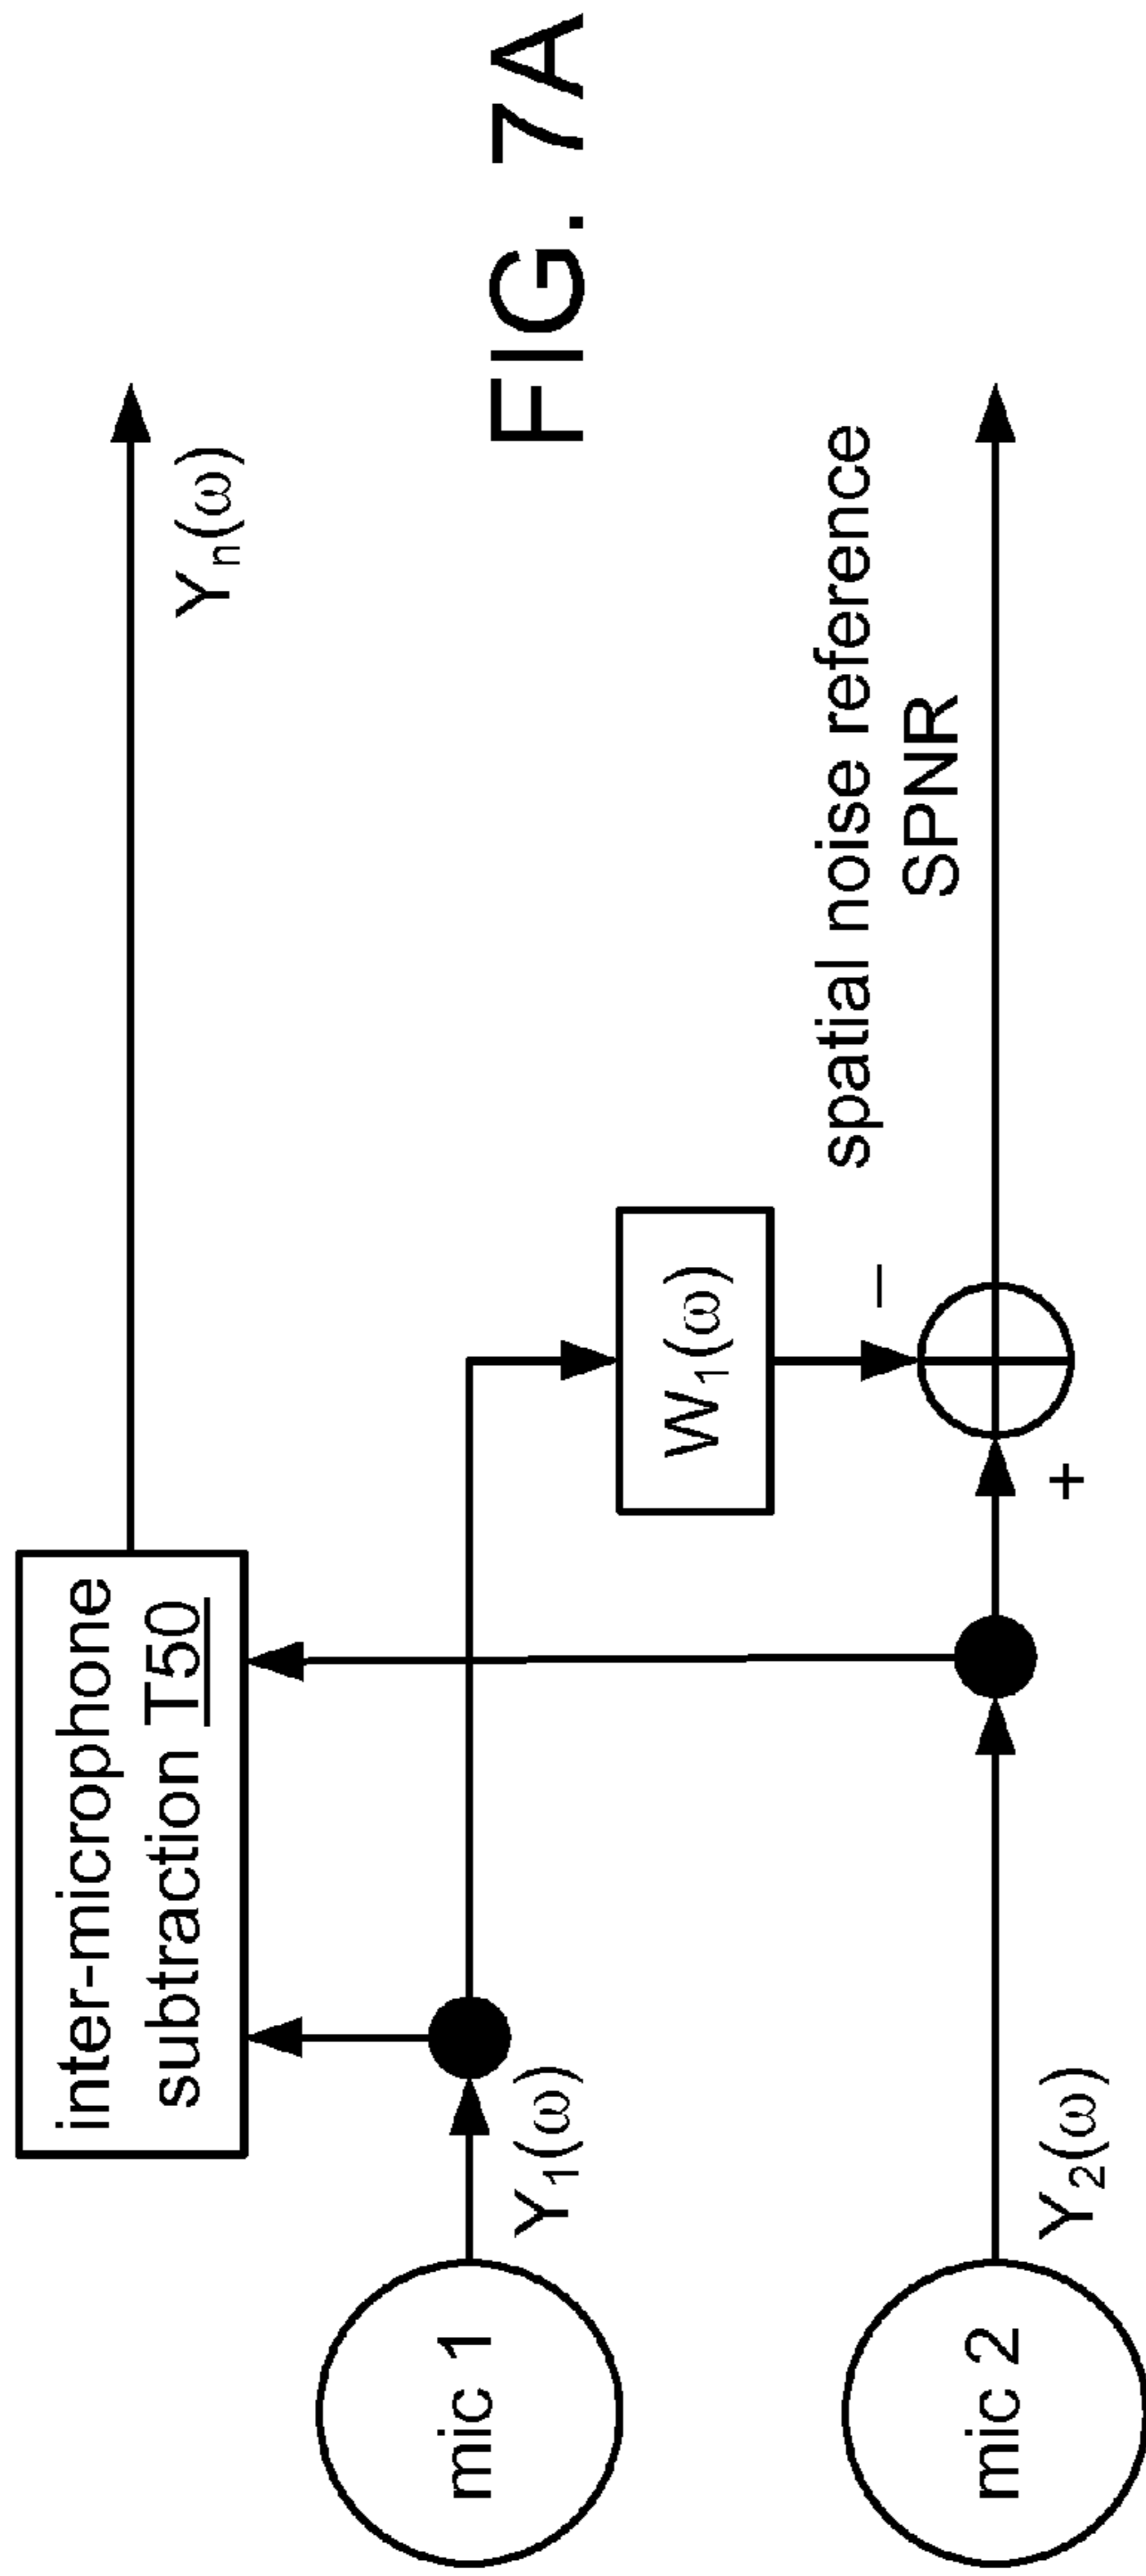 inter-microphone
subtraction T50
Yₙ(ω)
mic 1
Y₁(ω)
W₁(ω)
–
+
mic 2
Y₂(ω)
spatial noise reference
SPNR
FIG. 7A